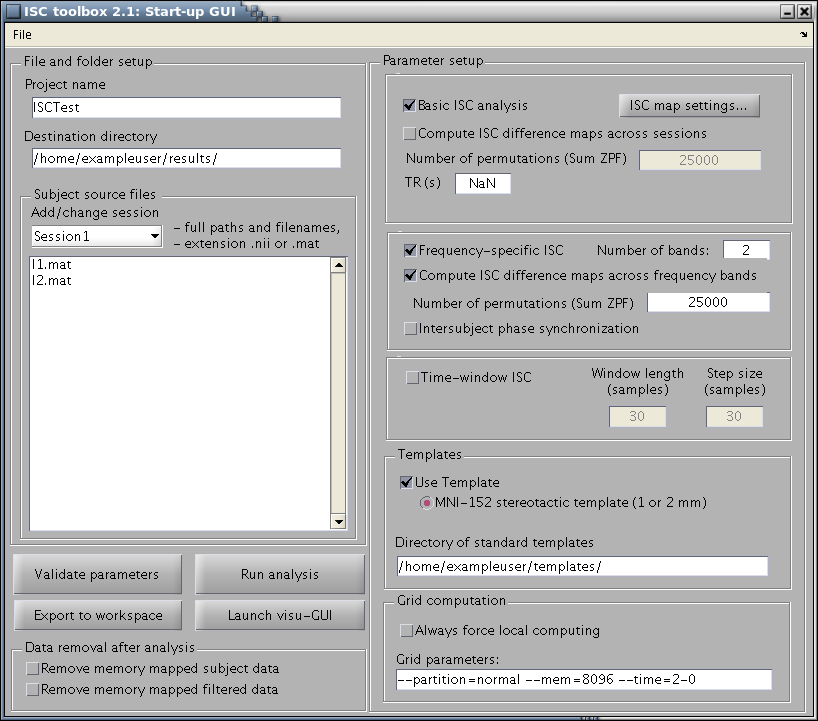 ISC toolbox 2.1: Start-up GUI
File
File and folder setup
Project name
ISCTest
Destination directory
/home/exampleuser/results/
Subject source files
Add/change session
Session1
- full paths and filenames,
- extension .nii or .mat
I1.mat
I2.mat
Validate parameters
Run analysis
Export to workspace
Launch visu-GUI
Data removal after analysis
Remove memory mapped subject data
Remove memory mapped filtered data
Parameter setup
Basic ISC analysis
ISC map settings...
Compute ISC difference maps across sessions
Number of permutations (Sum ZPF) 25000
TR (s) NaN
Frequency-specific ISC Number of bands: 2
Compute ISC difference maps across frequency bands
Number of permutations (Sum ZPF) 25000
Intersubject phase synchronization
Time-window ISC
Window length
(samples)
30
Step size
(samples)
30
Templates
Use Template
MNI-152 stereotactic template (1 or 2 mm)
Directory of standard templates
/home/exampleuser/templates/
Grid computation
Always force local computing
Grid parameters:
--partition=normal --mem=8096 --time=2-0